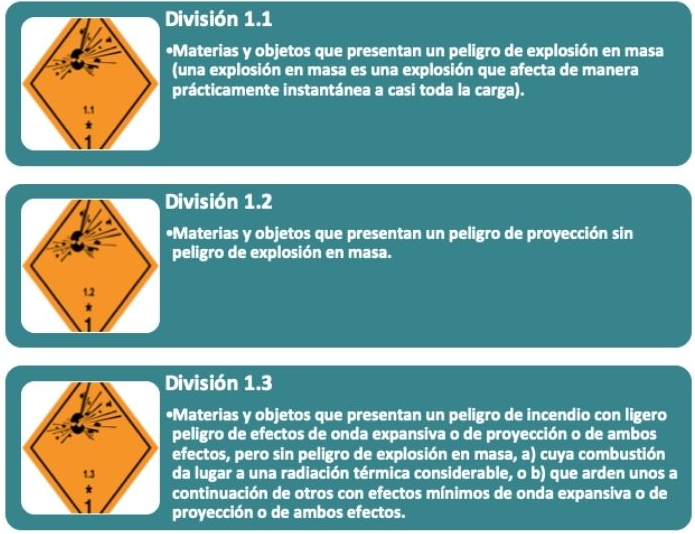 División 1.1
•Materias y objetos que presentan un peligro de explosión en masa
(una explosión en masa es una explosión que afecta de manera
prácticamente instantánea a casi toda la carga).
1.1
*
1
División 1.2
•Materias y objetos que presentan un peligro de proyección sin
peligro de explosión en masa.
1.2
*
1
División 1.3
•Materias y objetos que presentan un peligro de incendio con ligero
peligro de efectos de onda expansiva o de proyección o de ambos
efectos, pero sin peligro de explosión en masa, a) cuya combustión
da lugar a una radiación térmica considerable, o b) que arden unos a
continuación de otros con efectos mínimos de onda expansiva o de
proyección o de ambos efectos.
1.3
*
1